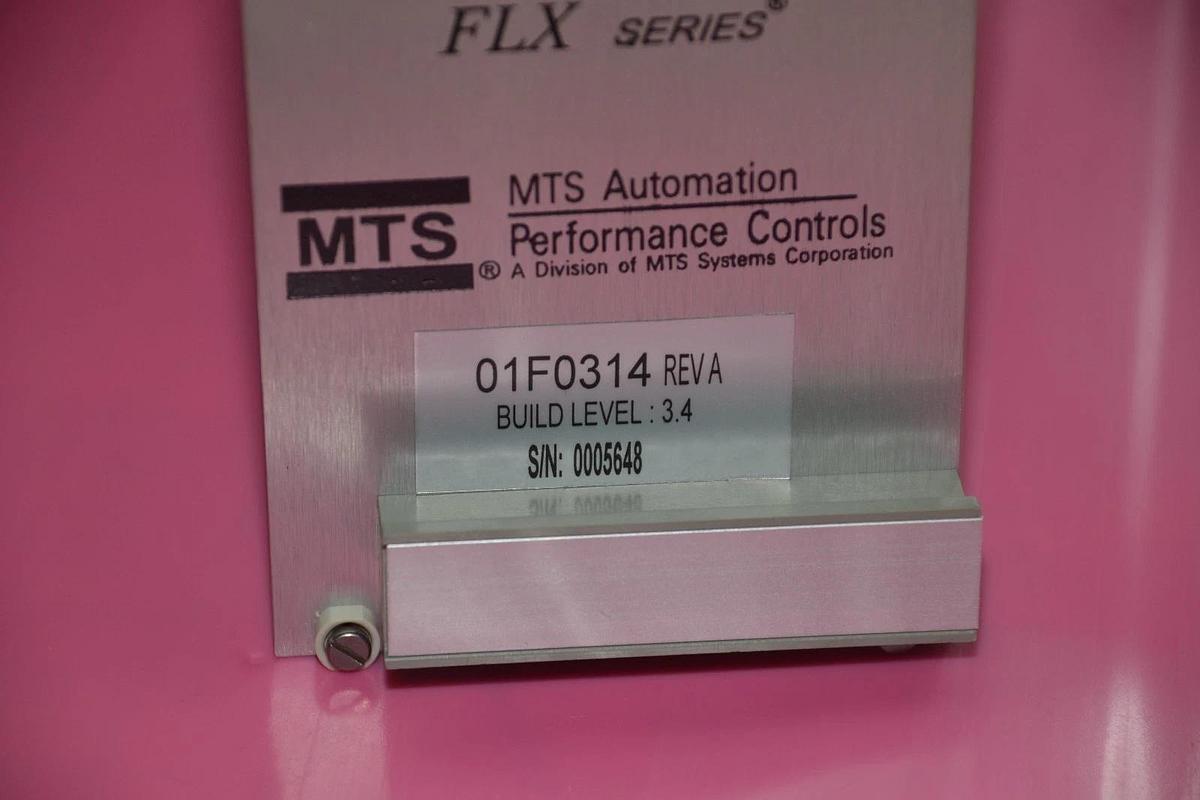 FLX SERIES®
MTS Automation
MTS
Performance Controls
® A Division of MTS Systems Corporation
01F0314 REV A
BUILD LEVEL : 3.4
S/N: 0005648